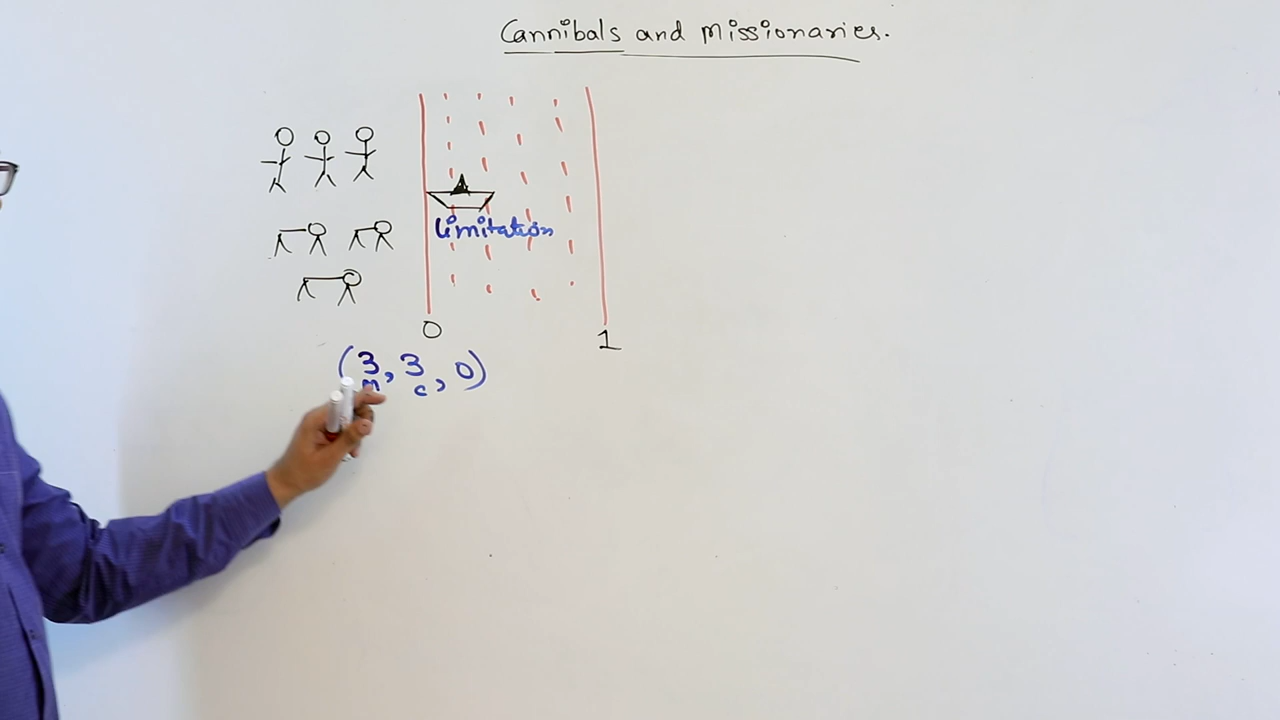 Cannibals and Missionaries.
Limitation
0 1
(3, 3, 0)
m c